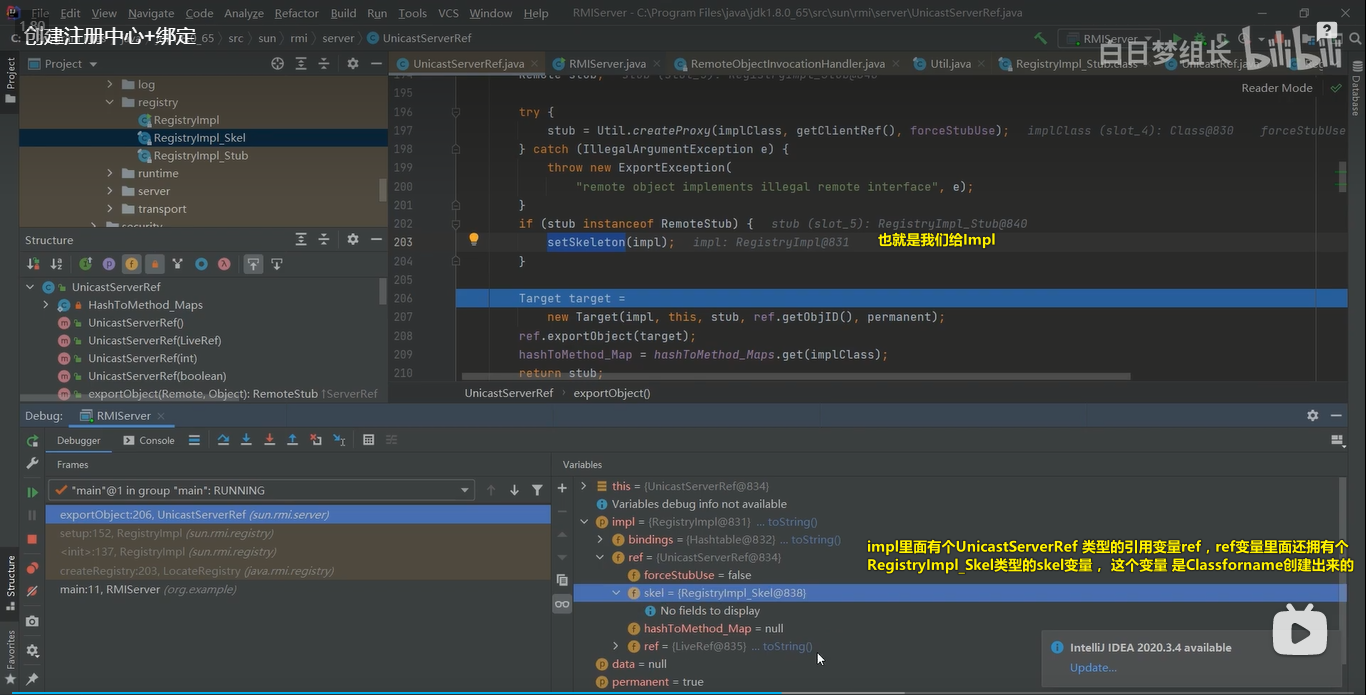 File Edit View Navigate Code Analyze Refactor Build Run Tools VCS Window Help RMIServer - C:\Program Files\java\jdk1.8.0_65\src\sun\rmi\server\UnicastServerRef.java
创建注册中心+绑定
src sun rmi server UnicastServerRef RMIServer
白日梦组长 bilibili
Project
UnicastServerRef.java RMIServer.java RemoteObjectInvocationHandler.java Util.java RegistryImpl_Stub.class
Reader Mode
Project
Database
log
registry
RegistryImpl
RegistryImpl_Skel
RegistryImpl_Stub
runtime
server
transport
security
195
196 try {
197 stub = Util.createProxy(implClass, getClientRef(), forceStubUse); implClass (slot_4): Class@830 forceStubUse
198 } catch (IllegalArgumentException e) {
199 throw new ExportException(
200 "remote object implements illegal remote interface", e);
201 }
202 if (stub instanceof RemoteStub) { stub (slot_5): RegistryImpl_Stub@840
203 setSkeleton(impl); impl: RegistryImpl@831 也就是我们给Impl
204 }
205
206 Target target =
207 new Target(impl, this, stub, ref.getObjID(), permanent);
208 ref.exportObject(target);
209 hashToMethod_Map = hashToMethod_Maps.get(implClass);
210 return stub;
UnicastServerRef exportObject()
Structure
UnicastServerRef
HashToMethod_Maps
UnicastServerRef()
UnicastServerRef(LiveRef)
UnicastServerRef(int)
UnicastServerRef(boolean)
exportObject(Remote, Object): RemoteStub ↑ServerRef
Debug: RMIServer
Debugger Console
Frames
"main"@1 in group "main": RUNNING
exportObject:206, UnicastServerRef (sun.rmi.server)
setup:152, RegistryImpl (sun.rmi.registry)
<init>:137, RegistryImpl (sun.rmi.registry)
createRegistry:203, LocateRegistry (java.rmi.registry)
main:11, RMIServer (org.example)
Variables
this = {UnicastServerRef@834}
Variables debug info not available
impl = {RegistryImpl@831} ... toString()
bindings = {Hashtable@832} ... toString()
ref = {UnicastServerRef@834}
forceStubUse = false
skel = {RegistryImpl_Skel@838}
No fields to display
hashToMethod_Map = null
ref = {LiveRef@835} ... toString()
data = null
permanent = true
impl里面有个UnicastServerRef 类型的引用变量ref，ref变量里面还拥有个
RegistryImpl_Skel类型的skel变量， 这个变量 是Classforname创建出来的
IntelliJ IDEA 2020.3.4 available
Update...
Structure
Favorites